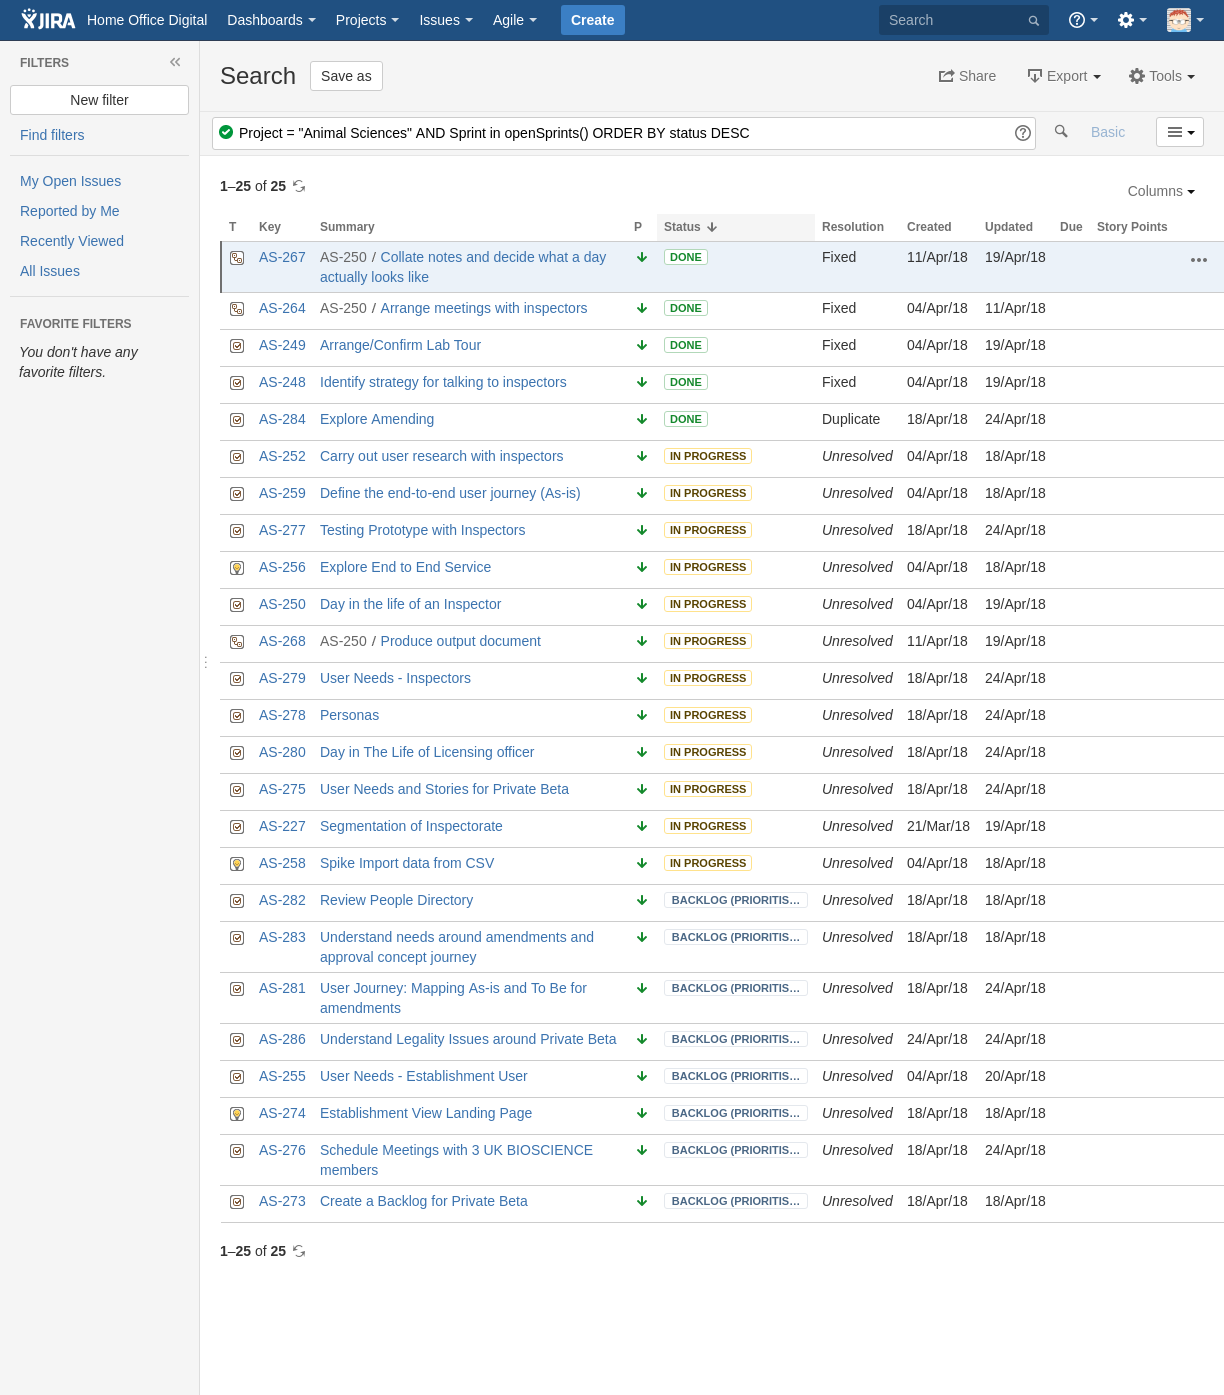 JIRA Home Office Digital Dashboards Projects Issues Agile Create Search
FILTERS
New filter
Find filters
My Open Issues
Reported by Me
Recently Viewed
All Issues
FAVORITE FILTERS
You don't have any
favorite filters.
Search Save as Share Export Tools
Project = "Animal Sciences" AND Sprint in openSprints() ORDER BY status DESC Basic
1–25 of 25
Columns
T Key Summary P Status Resolution Created Updated Due Story Points
AS-267 AS-250 / Collate notes and decide what a day DONE Fixed 11/Apr/18 19/Apr/18
actually looks like
AS-264 AS-250 / Arrange meetings with inspectors DONE Fixed 04/Apr/18 11/Apr/18
AS-249 Arrange/Confirm Lab Tour DONE Fixed 04/Apr/18 19/Apr/18
AS-248 Identify strategy for talking to inspectors DONE Fixed 04/Apr/18 19/Apr/18
AS-284 Explore Amending DONE Duplicate 18/Apr/18 24/Apr/18
AS-252 Carry out user research with inspectors IN PROGRESS Unresolved 04/Apr/18 18/Apr/18
AS-259 Define the end-to-end user journey (As-is) IN PROGRESS Unresolved 04/Apr/18 18/Apr/18
AS-277 Testing Prototype with Inspectors IN PROGRESS Unresolved 18/Apr/18 24/Apr/18
AS-256 Explore End to End Service IN PROGRESS Unresolved 04/Apr/18 18/Apr/18
AS-250 Day in the life of an Inspector IN PROGRESS Unresolved 04/Apr/18 19/Apr/18
AS-268 AS-250 / Produce output document IN PROGRESS Unresolved 11/Apr/18 19/Apr/18
AS-279 User Needs - Inspectors IN PROGRESS Unresolved 18/Apr/18 24/Apr/18
AS-278 Personas IN PROGRESS Unresolved 18/Apr/18 24/Apr/18
AS-280 Day in The Life of Licensing officer IN PROGRESS Unresolved 18/Apr/18 24/Apr/18
AS-275 User Needs and Stories for Private Beta IN PROGRESS Unresolved 18/Apr/18 24/Apr/18
AS-227 Segmentation of Inspectorate IN PROGRESS Unresolved 21/Mar/18 19/Apr/18
AS-258 Spike Import data from CSV IN PROGRESS Unresolved 04/Apr/18 18/Apr/18
AS-282 Review People Directory BACKLOG (PRIORITIS… Unresolved 18/Apr/18 18/Apr/18
AS-283 Understand needs around amendments and BACKLOG (PRIORITIS… Unresolved 18/Apr/18 18/Apr/18
approval concept journey
AS-281 User Journey: Mapping As-is and To Be for BACKLOG (PRIORITIS… Unresolved 18/Apr/18 24/Apr/18
amendments
AS-286 Understand Legality Issues around Private Beta BACKLOG (PRIORITIS… Unresolved 24/Apr/18 24/Apr/18
AS-255 User Needs - Establishment User BACKLOG (PRIORITIS… Unresolved 04/Apr/18 20/Apr/18
AS-274 Establishment View Landing Page BACKLOG (PRIORITIS… Unresolved 18/Apr/18 18/Apr/18
AS-276 Schedule Meetings with 3 UK BIOSCIENCE BACKLOG (PRIORITIS… Unresolved 18/Apr/18 24/Apr/18
members
AS-273 Create a Backlog for Private Beta BACKLOG (PRIORITIS… Unresolved 18/Apr/18 18/Apr/18
1–25 of 25